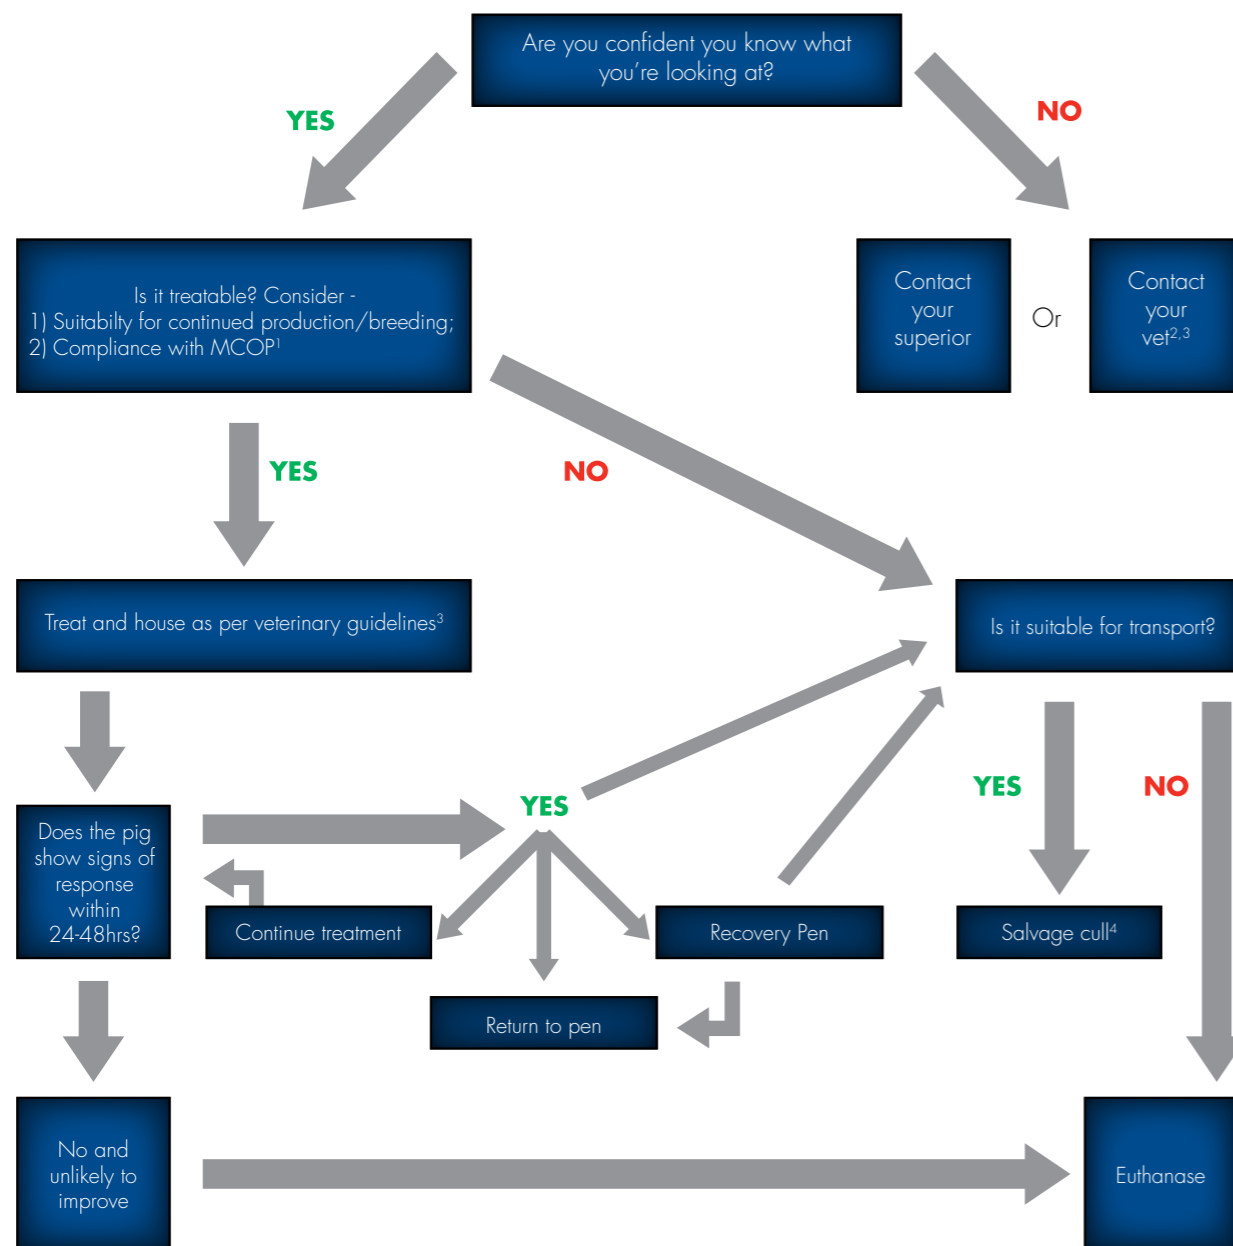 Are you confident you know what
you're looking at?
YES
NO
Is it treatable? Consider -
1) Suitabilty for continued production/breeding;
2) Compliance with MCOP¹
Contact
your
superior
Or
Contact
your
vet²,³
YES
NO
Treat and house as per veterinary guidelines³
Is it suitable for transport?
Does the pig
show signs of
response
within
24-48hrs?
YES
YES
NO
Continue treatment
Recovery Pen
Salvage cull⁴
Return to pen
No and
unlikely to
improve
Euthanase